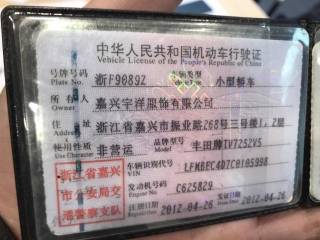 中华人民共和国机动车行驶证
Vehicle License of the People's Republic of China
号牌号码 浙F90892 车辆类型 小型轿车
Plate No.
所有人 嘉兴宇洋服饰有限公司
Owner
住址 浙江省嘉兴市振业路268号三号楼1,2层
使用性质 非营运 品牌型号 丰田牌TV7252VS
Use Character Model
浙江省嘉兴 车辆识别代号 LFMBEC4D7C0105998
VIN
市公安局交 发动机号码 C625829
通警察支队 注册日期 2012-04-26 发证日期 2012-04-26